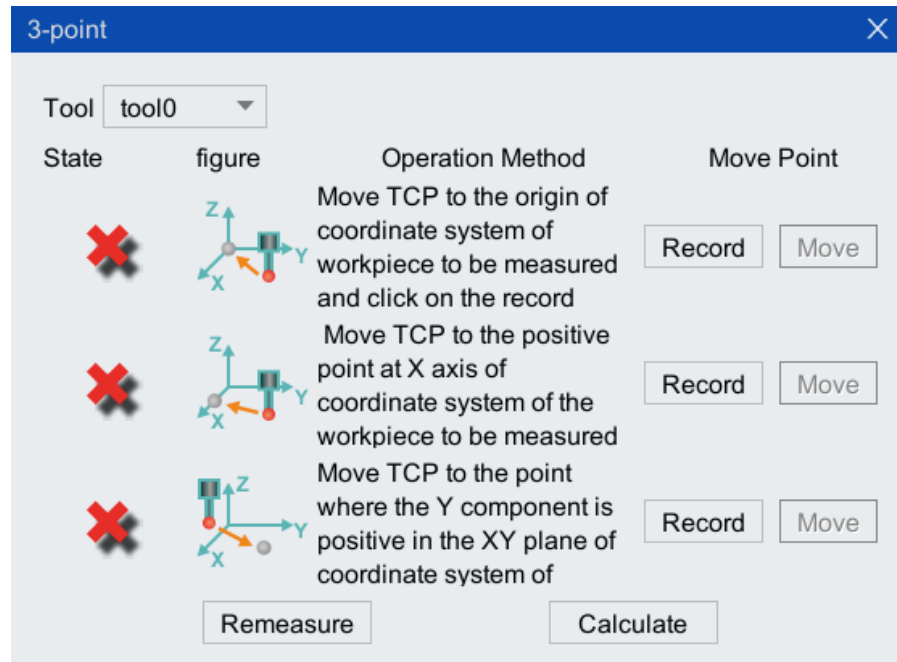 3-point
Tool tool0
State figure Operation Method Move Point
Move TCP to the origin of
coordinate system of
workpiece to be measured
and click on the record
Record Move
Z
Y
X
Move TCP to the positive
point at X axis of
coordinate system of the
workpiece to be measured
Record Move
Z
Y
X
Move TCP to the point
where the Y component is
positive in the XY plane of
coordinate system of
Record Move
Z
Y
X
Remeasure Calculate